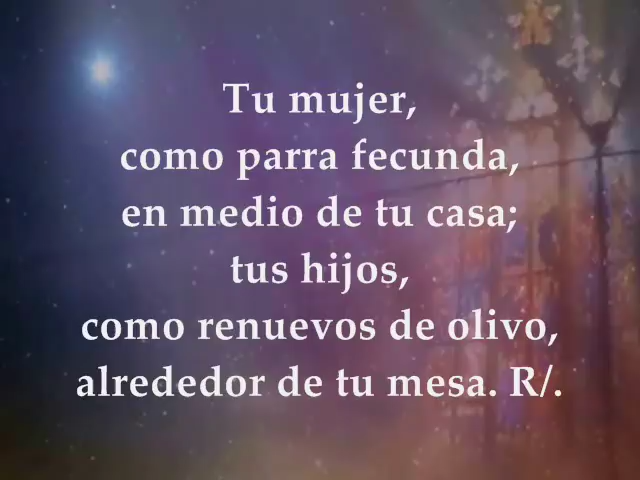 Tu mujer,
como parra fecunda,
en medio de tu casa;
tus hijos,
como renuevos de olivo,
alrededor de tu mesa. R/.